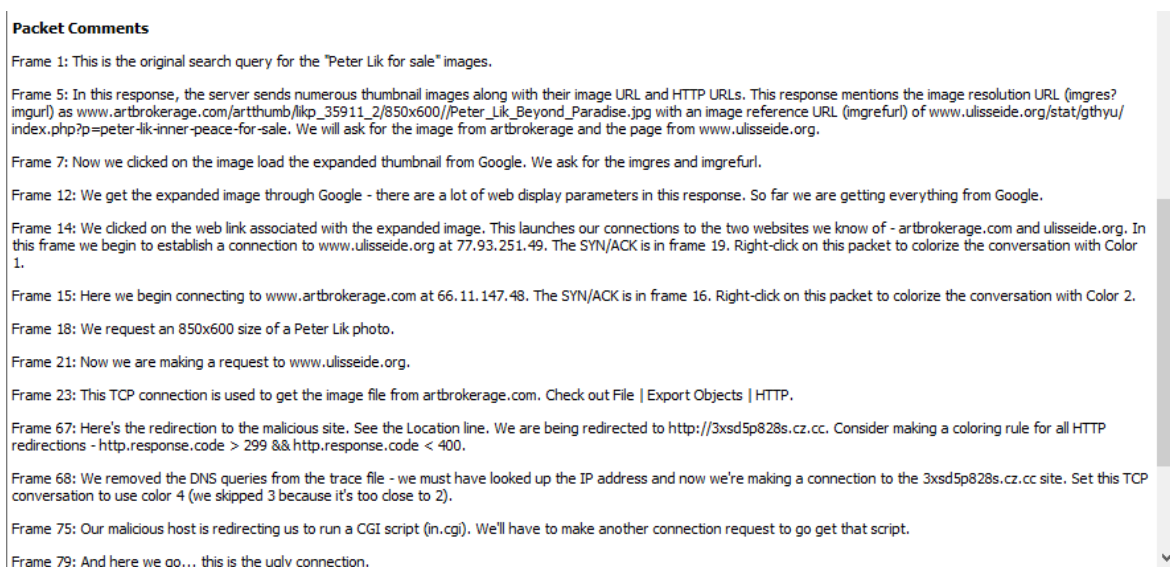 Packet Comments
Frame 1: This is the original search query for the "Peter Lik for sale" images.
Frame 5: In this response, the server sends numerous thumbnail images along with their image URL and HTTP URLs. This response mentions the image resolution URL (imgres?
imgurl) as www.artbrokerage.com/artthumb/likp_35911_2/850x600//Peter_Lik_Beyond_Paradise.jpg with an image reference URL (imgrefurl) of www.ulisseide.org/stat/gthyu/
index.php?p=peter-lik-inner-peace-for-sale. We will ask for the image from artbrokerage and the page from www.ulisseide.org.
Frame 7: Now we clicked on the image load the expanded thumbnail from Google. We ask for the imgres and imgrefurl.
Frame 12: We get the expanded image through Google - there are a lot of web display parameters in this response. So far we are getting everything from Google.
Frame 14: We clicked on the web link associated with the expanded image. This launches our connections to the two websites we know of - artbrokerage.com and ulisseide.org. In
this frame we begin to establish a connection to www.ulisseide.org at 77.93.251.49. The SYN/ACK is in frame 19. Right-click on this packet to colorize the conversation with Color
1.
Frame 15: Here we begin connecting to www.artbrokerage.com at 66.11.147.48. The SYN/ACK is in frame 16. Right-click on this packet to colorize the conversation with Color 2.
Frame 18: We request an 850x600 size of a Peter Lik photo.
Frame 21: Now we are making a request to www.ulisseide.org.
Frame 23: This TCP connection is used to get the image file from artbrokerage.com. Check out File | Export Objects | HTTP.
Frame 67: Here's the redirection to the malicious site. See the Location line. We are being redirected to http://3xsd5p828s.cz.cc. Consider making a coloring rule for all HTTP
redirections - http.response.code > 299 && http.response.code < 400.
Frame 68: We removed the DNS queries from the trace file - we must have looked up the IP address and now we're making a connection to the 3xsd5p828s.cz.cc site. Set this TCP
conversation to use color 4 (we skipped 3 because it's too close to 2).
Frame 75: Our malicious host is redirecting us to run a CGI script (in.cgi). We'll have to make another connection request to go get that script.
Frame 79: And here we go... this is the ugly connection.